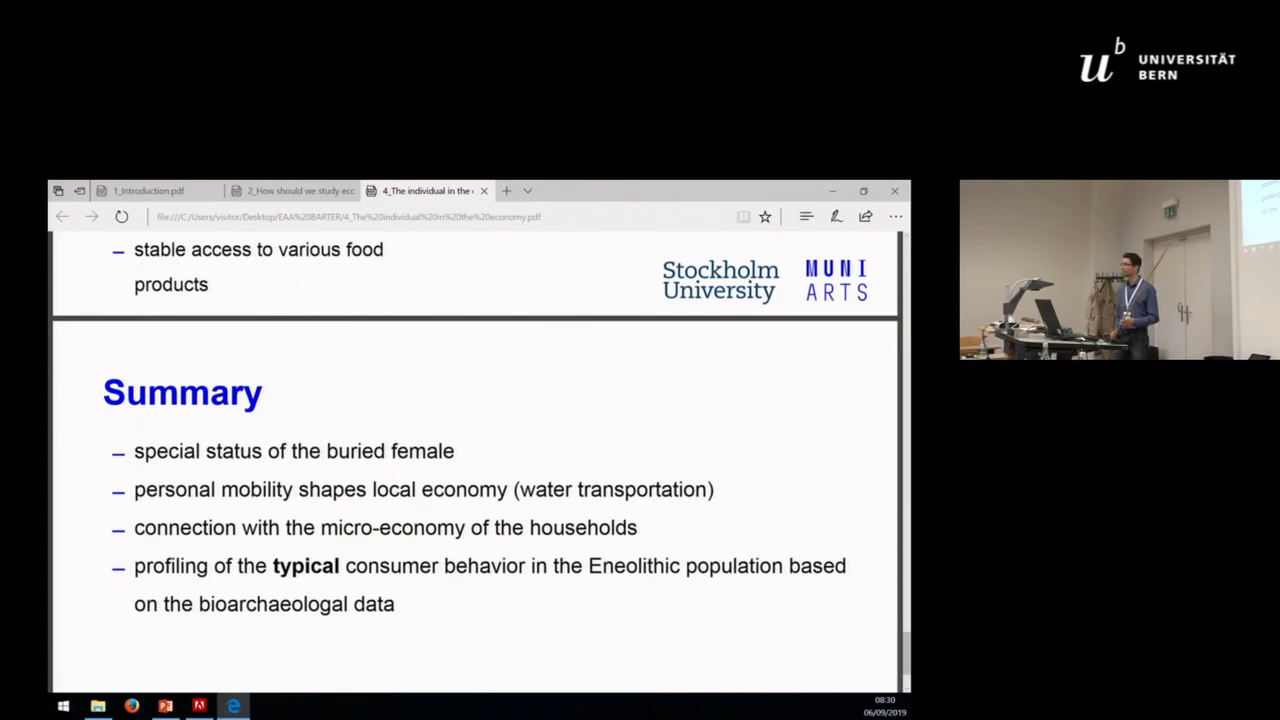 u^b UNIVERSITÄT
BERN
1_Introduction.pdf
2_How should we study ecc
4_The individual in the
file:///C:/Users/visitor/Desktop/EAA%20BARTER/4_The%20individual%20in%20the%20economy.pdf
– stable access to various food
products
Stockholm
University
MUNI
ARTS
Summary
– special status of the buried female
– personal mobility shapes local economy (water transportation)
– connection with the micro-economy of the households
– profiling of the typical consumer behavior in the Eneolithic population based
on the bioarchaeologal data
08:30
06/09/2019